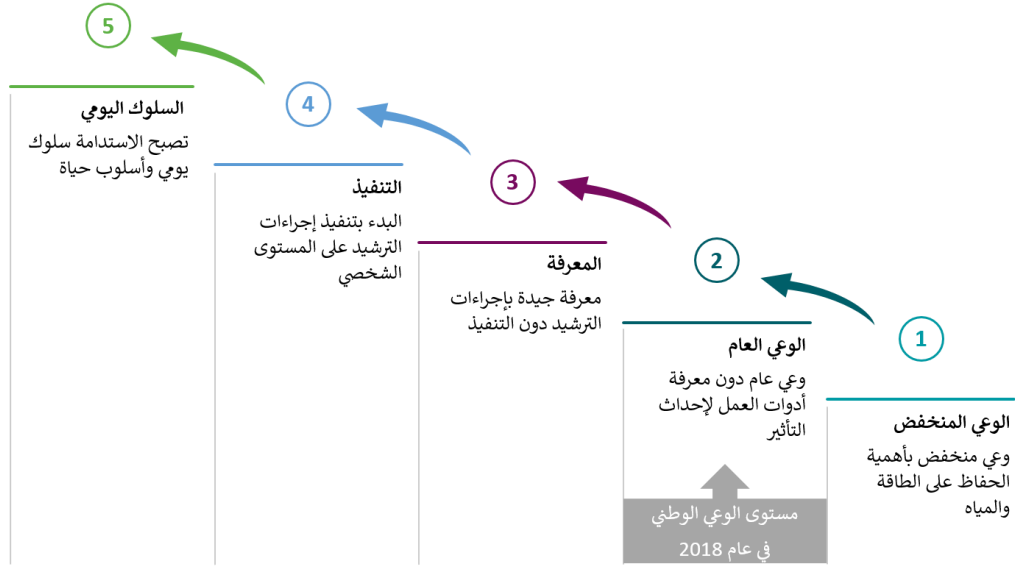 1
الوعي المنخفض
وعي منخفض بأهمية
الحفاظ على الطاقة
والمياه
2
الوعي العام
وعي عام دون معرفة
أدوات العمل لإحداث
التأثير
مستوى الوعي الوطني
في عام 2018
3
المعرفة
معرفة جيدة بإجراءات
الترشيد دون التنفيذ
4
التنفيذ
البدء بتنفيذ إجراءات
الترشيد على المستوى
الشخصي
5
السلوك اليومي
تصبح الاستدامة سلوك
يومي وأسلوب حياة